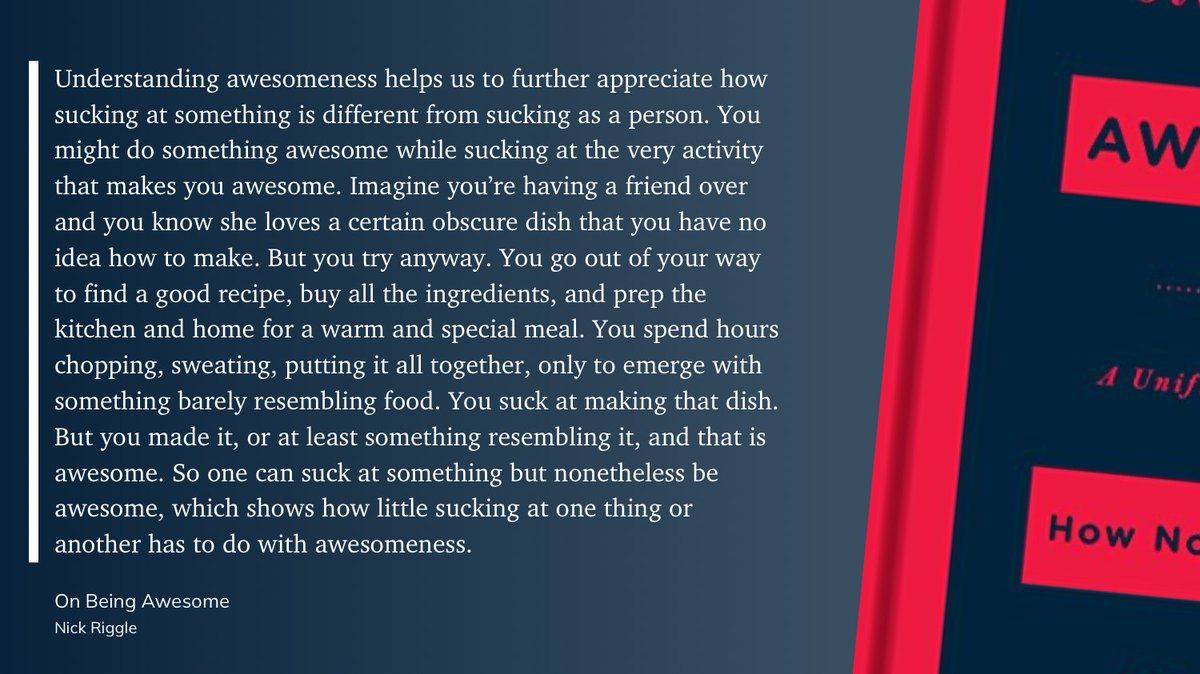 Understanding awesomeness helps us to further appreciate how
sucking at something is different from sucking as a person. You
might do something awesome while sucking at the very activity
that makes you awesome. Imagine you’re having a friend over
and you know she loves a certain obscure dish that you have no
idea how to make. But you try anyway. You go out of your way
to find a good recipe, buy all the ingredients, and prep the
kitchen and home for a warm and special meal. You spend hours
chopping, sweating, putting it all together, only to emerge with
something barely resembling food. You suck at making that dish.
But you made it, or at least something resembling it, and that is
awesome. So one can suck at something but nonetheless be
awesome, which shows how little sucking at one thing or
another has to do with awesomeness.
On Being Awesome
Nick Riggle
AW
A Unif
How No